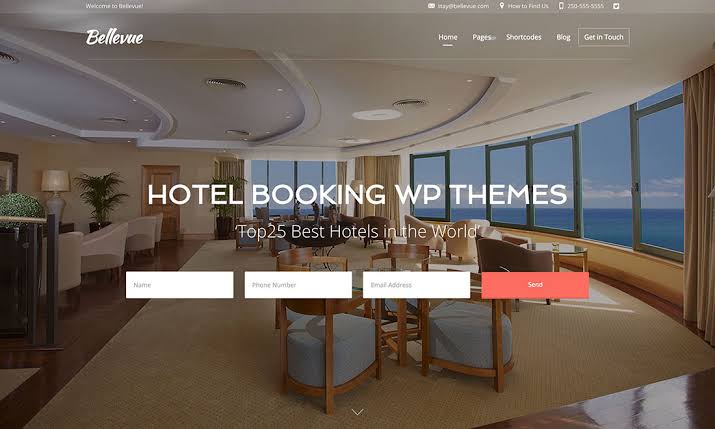 Welcome to Bellevue!
stay@bellevue.com How to Find Us 250-555-5555
Bellevue
Home Pages Shortcodes Blog Get in Touch
HOTEL BOOKING WP THEMES
'Top25 Best Hotels in the World'
Name Phone Number Email Address Send